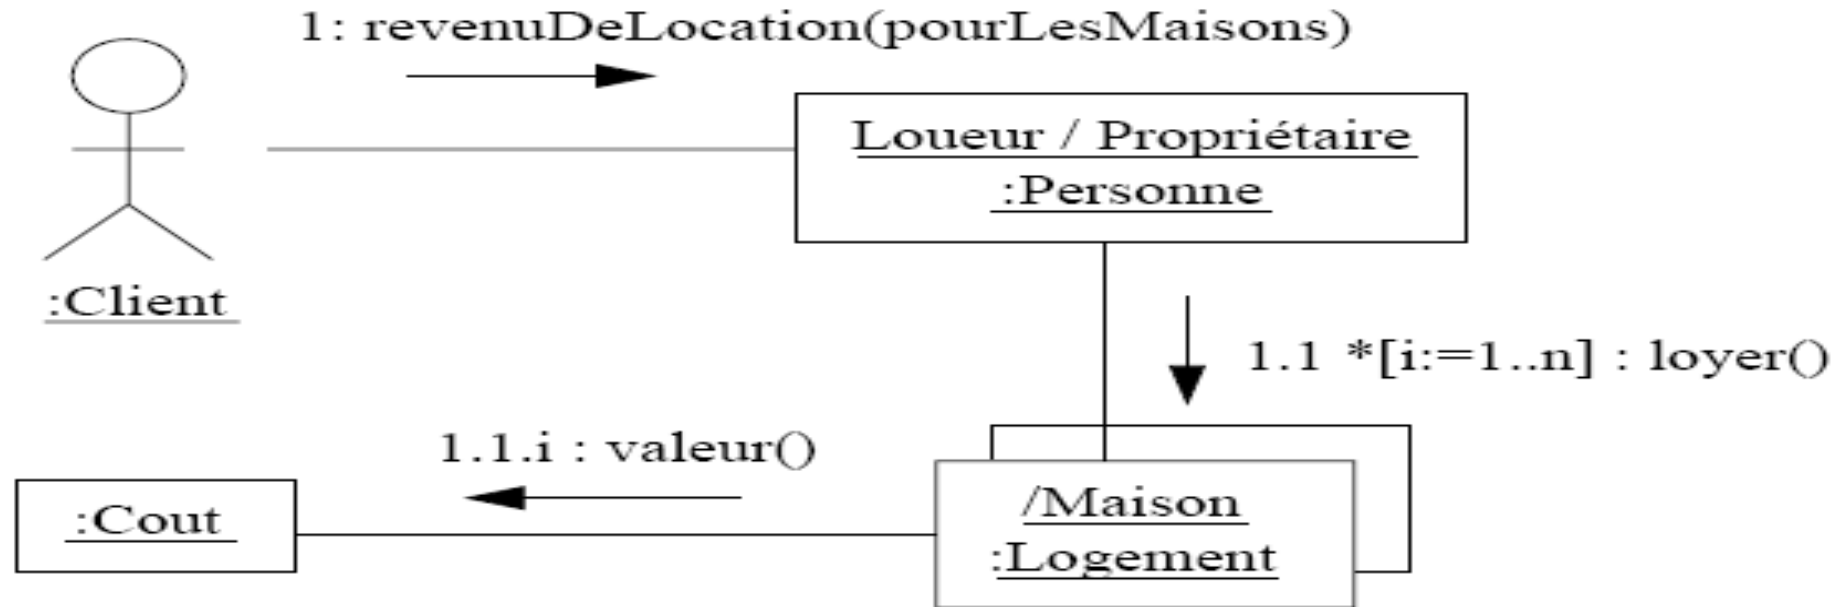 1: revenuDeLocation(pourLesMaisons)
Loueur / Propriétaire
:Personne
:Client
1.1 *[i:=1..n] : loyer()
1.1.i : valeur()
/Maison
:Logement
:Cout